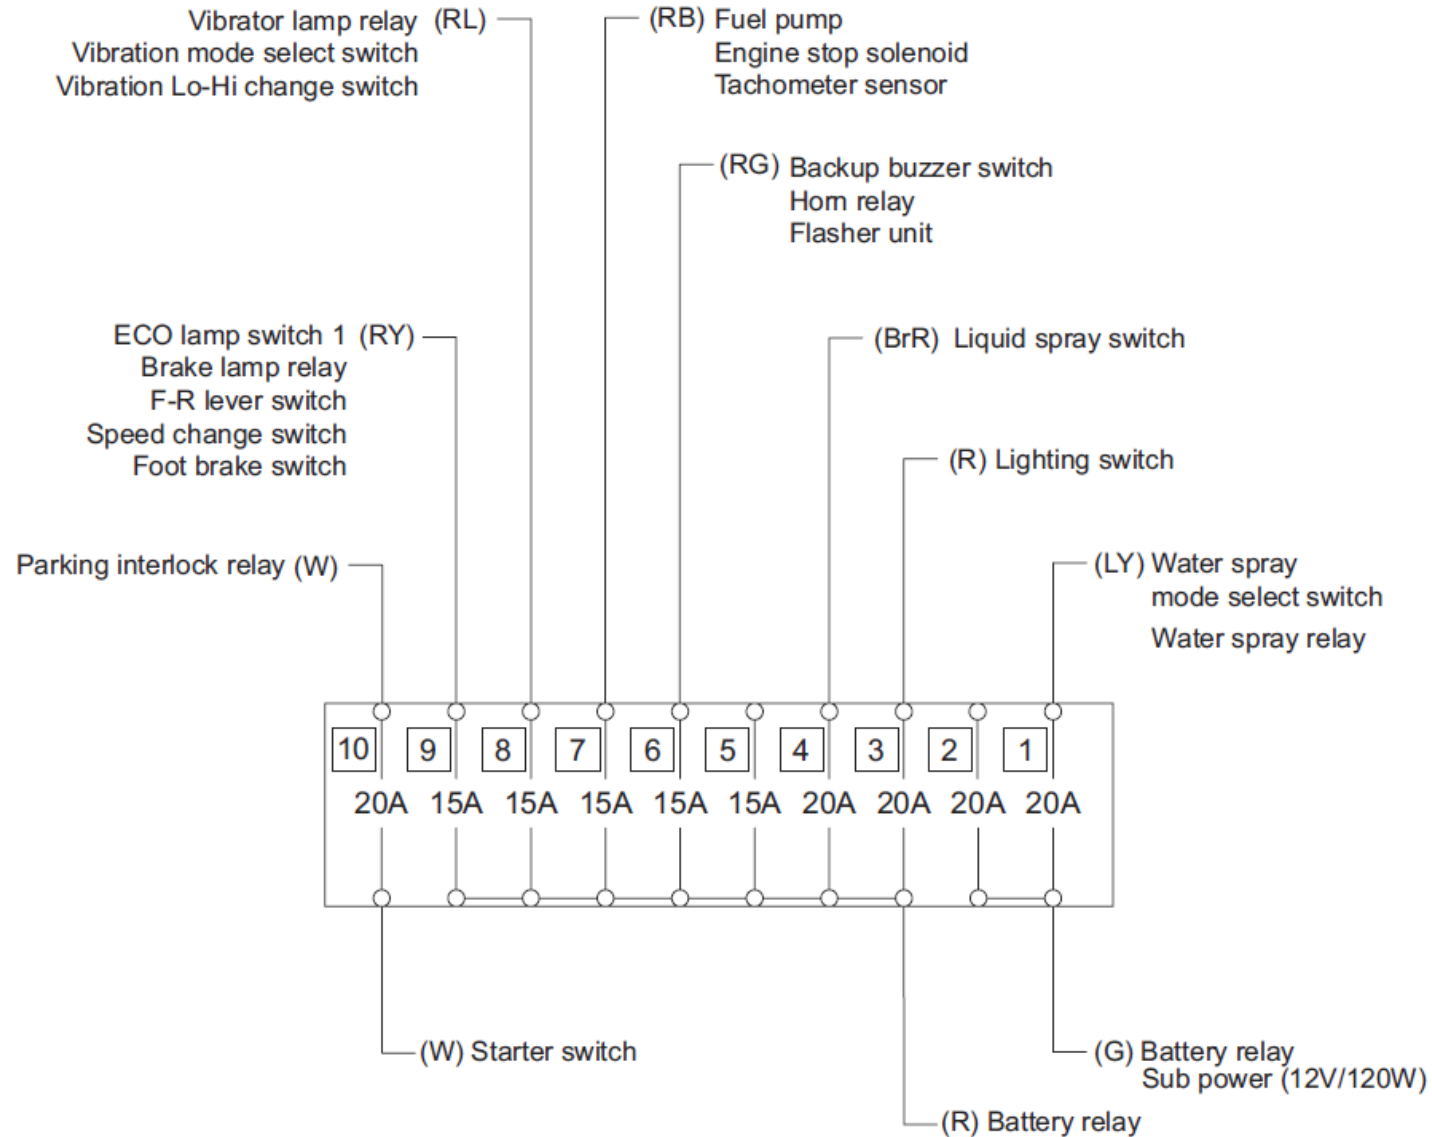 Vibrator lamp relay (RL)
Vibration mode select switch
Vibration Lo-Hi change switch
(RB) Fuel pump
Engine stop solenoid
Tachometer sensor
(RG) Backup buzzer switch
Horn relay
Flasher unit
ECO lamp switch 1 (RY)
Brake lamp relay
F-R lever switch
Speed change switch
Foot brake switch
(BrR) Liquid spray switch
(R) Lighting switch
Parking interlock relay (W)
(LY) Water spray
mode select switch
Water spray relay
10 9 8 7 6 5 4 3 2 1
20A 15A 15A 15A 15A 15A 20A 20A 20A 20A
(W) Starter switch
(G) Battery relay
Sub power (12V/120W)
(R) Battery relay